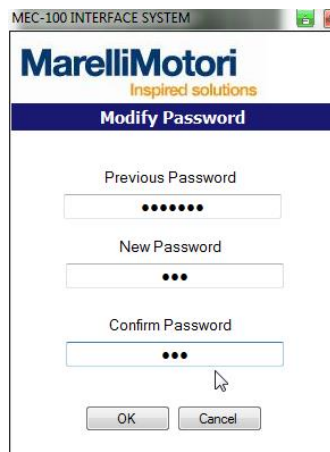 MEC-100 INTERFACE SYSTEM
MarelliMotori
Inspired solutions
Modify Password
Previous Password
•••••••
New Password
•••
Confirm Password
•••
OK Cancel